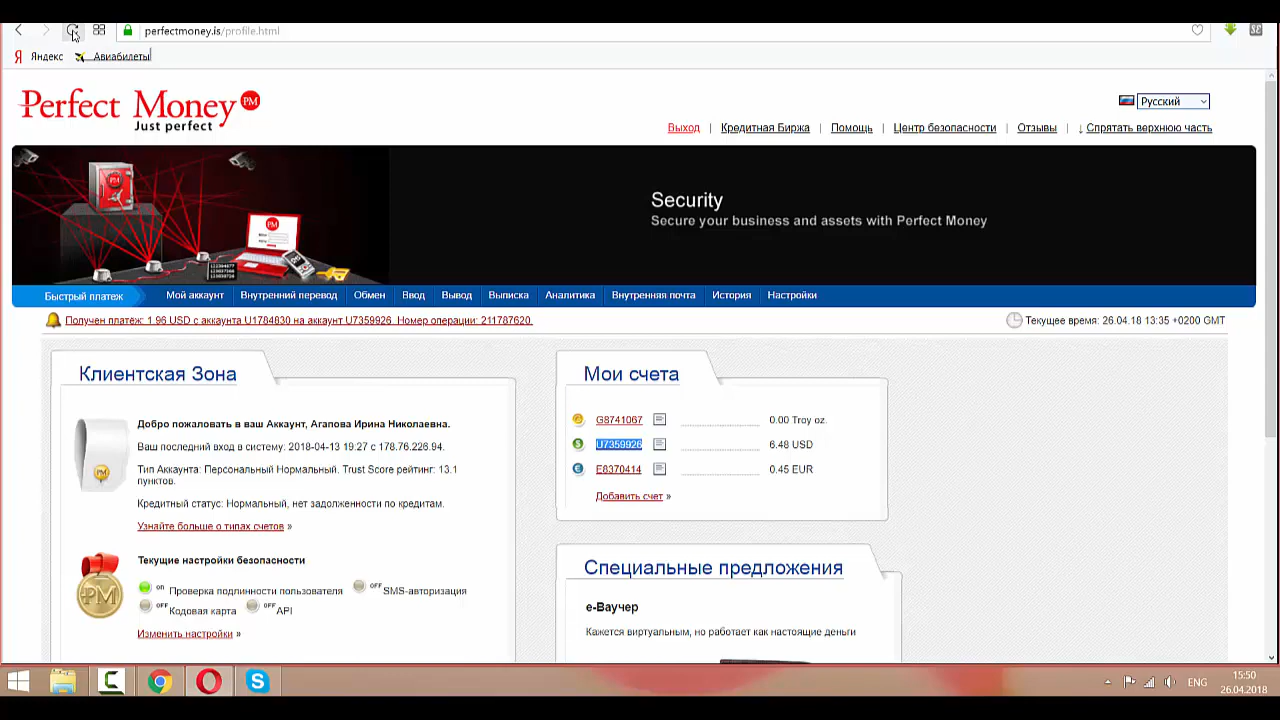 perfectmoney.is/profile.html
Я Яндекс Авиабилеты
Perfect Money PM
Just perfect
Русский
Выход | Кредитная Биржа | Помощь | Центр безопасности | Отзывы | ↓ Спрятать верхнюю часть
Security
Secure your business and assets with Perfect Money
Быстрый платеж Мой аккаунт Внутренний перевод Обмен Ввод Вывод Выписка Аналитика Внутренняя почта История Настройки
Получен платёж: 1.96 USD с аккаунта U1784830 на аккаунт U7359926. Номер операции: 211787620.
Текущее время: 26.04.18 13:35 +0200 GMT
Клиентская Зона
Добро пожаловать в ваш Аккаунт, Агапова Ирина Николаевна.
Ваш последний вход в систему: 2018-04-13 19:27 с 178.76.226.94.
Тип Аккаунта: Персональный Нормальный. Trust Score рейтинг: 13.1
пунктов.
Кредитный статус: Нормальный, нет задолженности по кредитам.
Узнайте больше о типах счетов »
Текущие настройки безопасности
on Проверка подлинности пользователя OFF SMS-авторизация
OFF Кодовая карта OFF API
Изменить настройки »
Мои счета
G8741067 0.00 Troy oz.
U7359926 6.48 USD
E8370414 0.45 EUR
Добавить счет »
Специальные предложения
e-Ваучер
Кажется виртуальным, но работает как настоящие деньги
ENG
15:50
26.04.2018